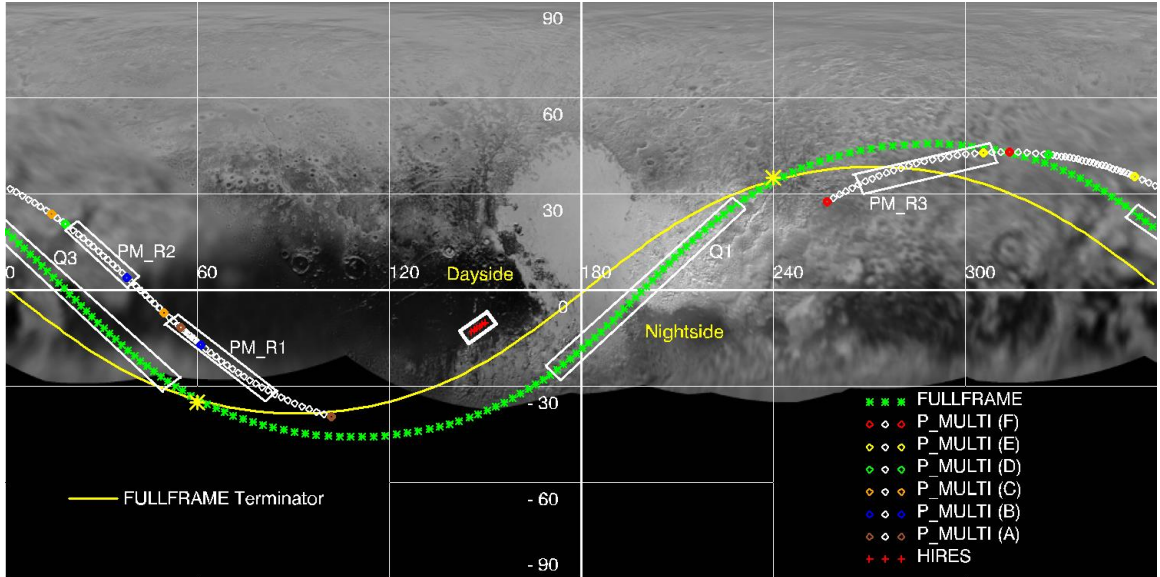 90
60
PM_R3
30
PM_R2
Q3
Q1
0
60
120
Dayside
180
240
300
0
Nightside
PM_R1
- 30
FULLFRAME
P_MULTI (F)
P_MULTI (E)
P_MULTI (D)
FULLFRAME Terminator
- 60
P_MULTI (C)
P_MULTI (B)
P_MULTI (A)
HIRES
- 90